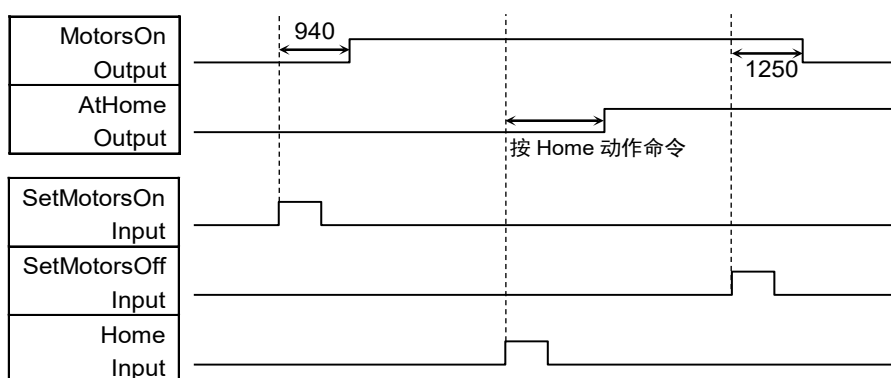 MotorsOn
Output
940
1250
AtHome
Output
按 Home 动作命令
SetMotorsOn
Input
SetMotorsOff
Input
Home
Input